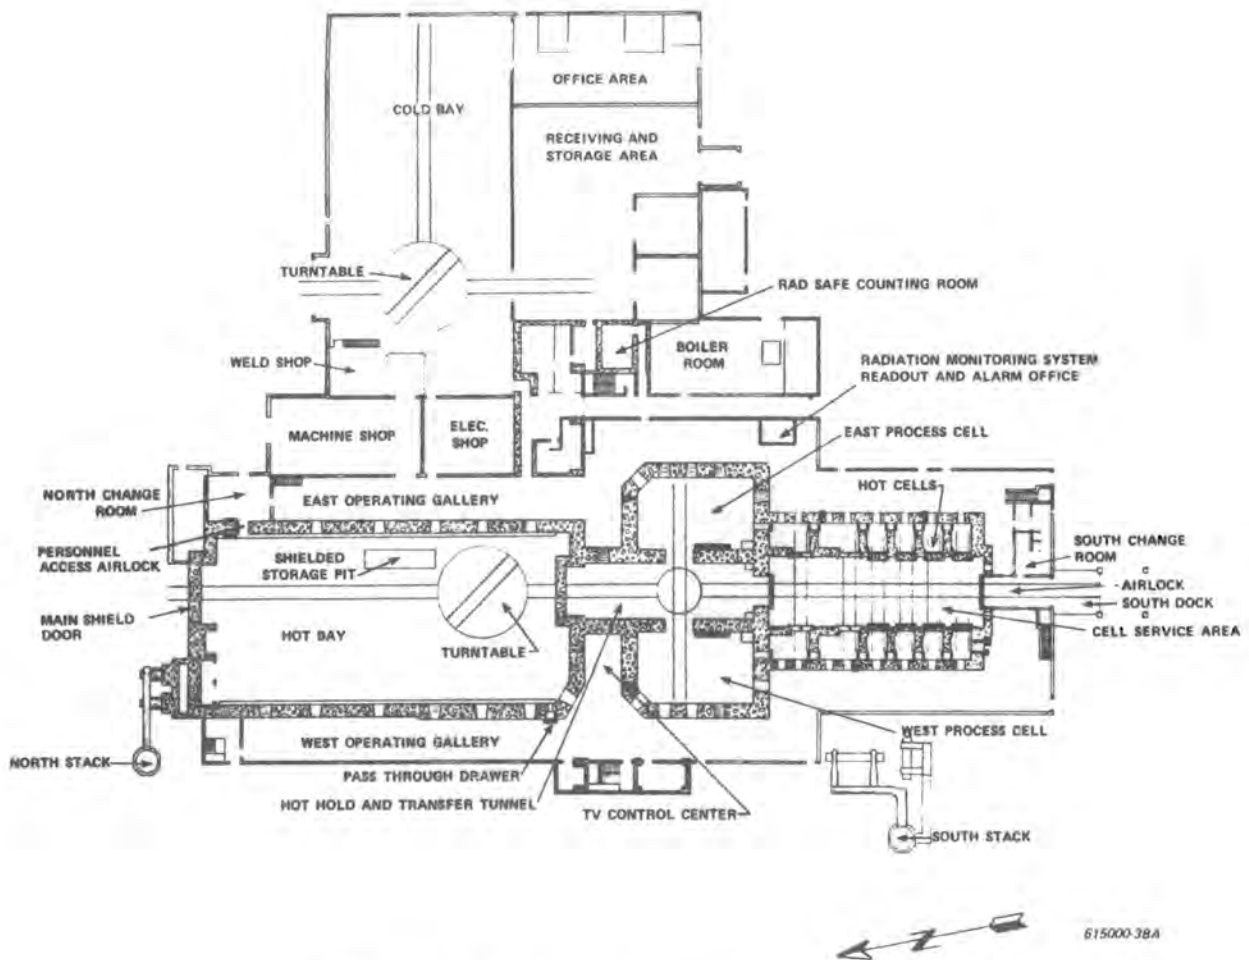 OFFICE AREA
COLD BAY
RECEIVING AND
STORAGE AREA
TURNTABLE
RAD SAFE COUNTING ROOM
WELD SHOP
BOILER
ROOM
RADIATION MONITORING SYSTEM
READOUT AND ALARM OFFICE
MACHINE SHOP
ELEC.
SHOP
EAST PROCESS CELL
NORTH CHANGE
ROOM
EAST OPERATING GALLERY
HOT CELLS
PERSONNEL
ACCESS AIRLOCK
SHIELDED
STORAGE PIT
SOUTH CHANGE
ROOM
AIRLOCK
SOUTH DOCK
MAIN SHIELD
DOOR
HOT BAY
TURNTABLE
CELL SERVICE AREA
WEST OPERATING GALLERY
WEST PROCESS CELL
NORTH STACK
PASS THROUGH DRAWER
HOT HOLD AND TRANSFER TUNNEL
TV CONTROL CENTER
SOUTH STACK
N
615000-38A